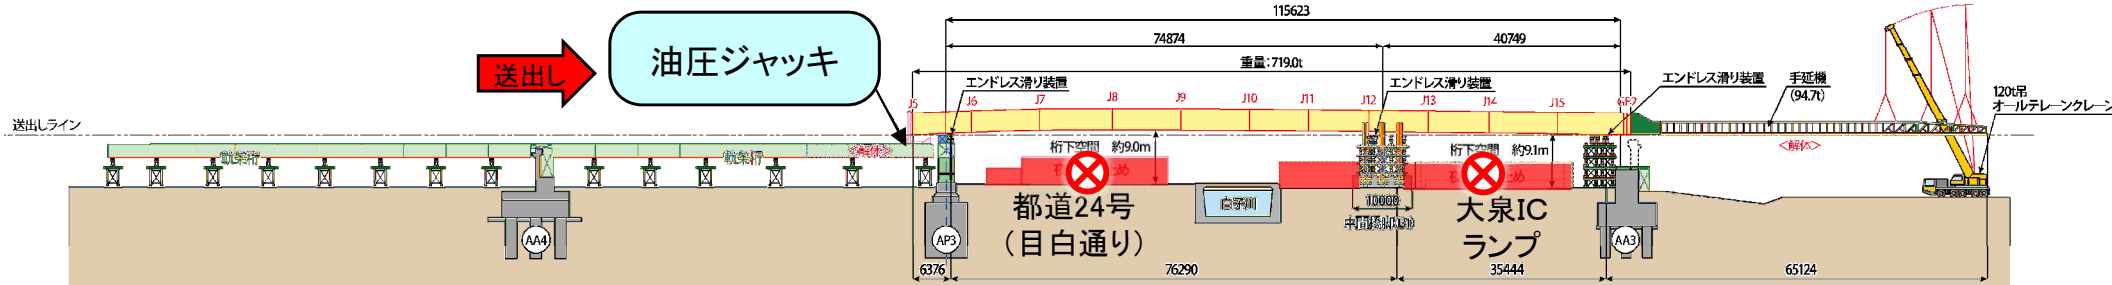 115623
74874
40749
重量:719.0t
送出し
油圧ジャッキ
エンドレス滑り装置
エンドレス滑り装置
エンドレス滑り装置
手延機
(94.7t)
120t吊
オールテレーンクレーン
J5
J6
J7
J8
J9
J10
J11
J12
J13
J14
J15
GE2
送出しライン
軌条桁
軌条桁
<解体>
<解体>
桁下空間 約9.0m
桁下空間 約9.1m
都道24号
(目白通り)
白子川
10000
大泉IC
ランプ
AA4
AP3
AA3
6376
76290
35444
65124